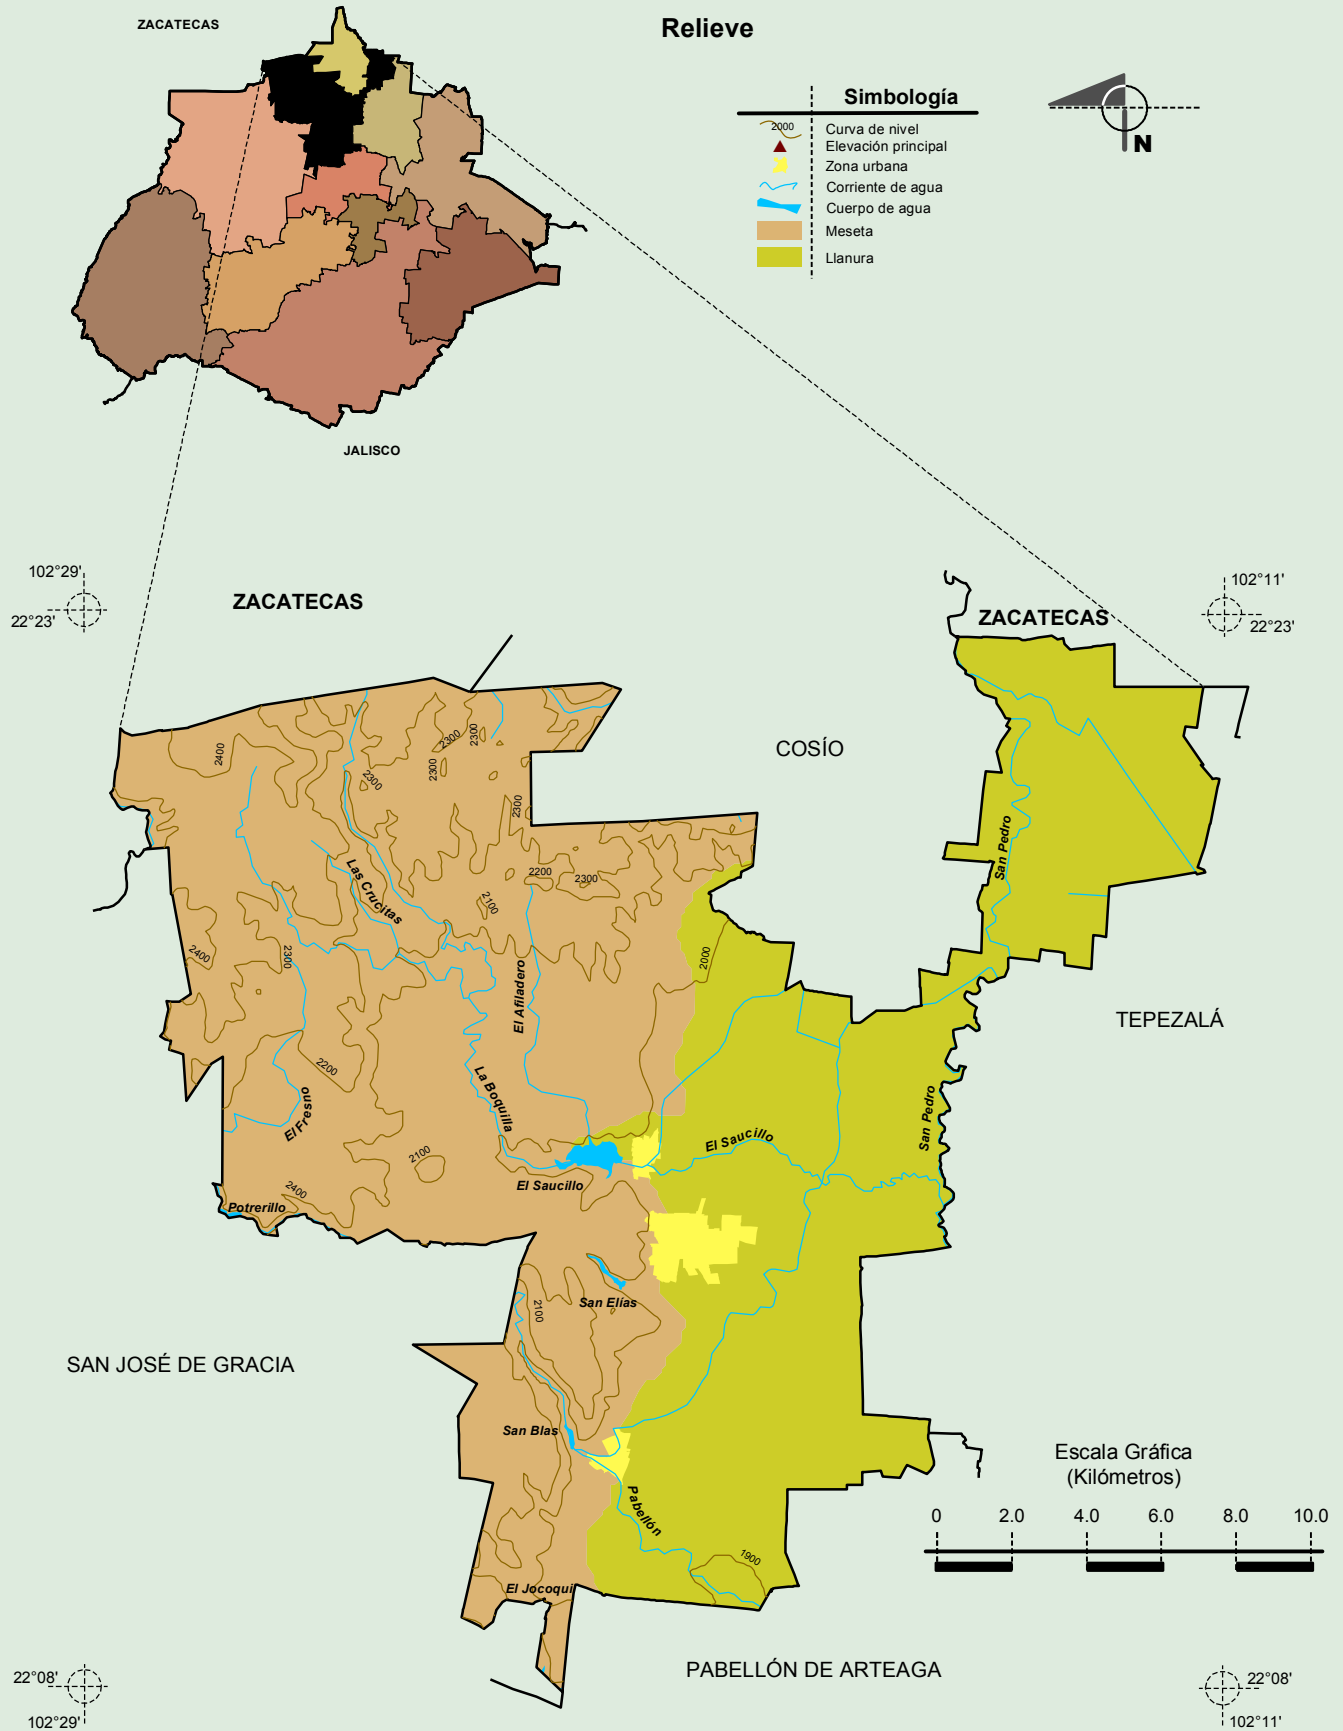 Relieve
ZACATECAS
JALISCO
Simbología
2000
Curva de nivel
Elevación principal
Zona urbana
Corriente de agua
Cuerpo de agua
Meseta
Llanura
N
102°29'
22°23'
102°11'
22°23'
ZACATECAS
ZACATECAS
COSÍO
TEPEZALÁ
SAN JOSÉ DE GRACIA
PABELLÓN DE ARTEAGA
2400
2300
2300
2300
2300
2300
2200
2300
2100
2400
2300
2000
2200
2100
2400
2100
1900
Las Crucitas
El Afiladero
La Boquilla
El Fresno
Potrerillo
El Saucillo
El Saucillo
San Pedro
San Pedro
San Elías
San Blas
Pabellón
El Jocoqui
Escala Gráfica
(Kilómetros)
0 2.0 4.0 6.0 8.0 10.0
22°08'
102°29'
22°08'
102°11'